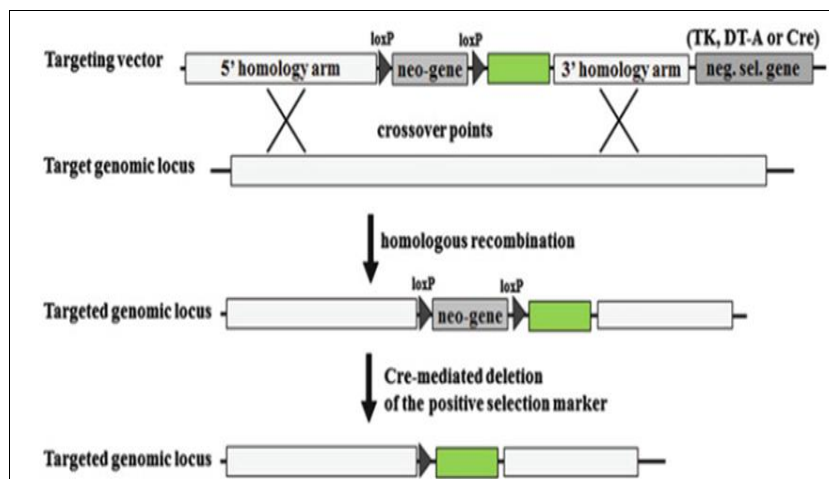 (TK, DT-A or Cre)
loxP loxP
Targeting vector 5' homology arm neo-gene 3' homology arm neg. sel. gene
crossover points
Target genomic locus
homologous recombination
loxP loxP
Targeted genomic locus neo-gene
Cre-mediated deletion
of the positive selection marker
Targeted genomic locus